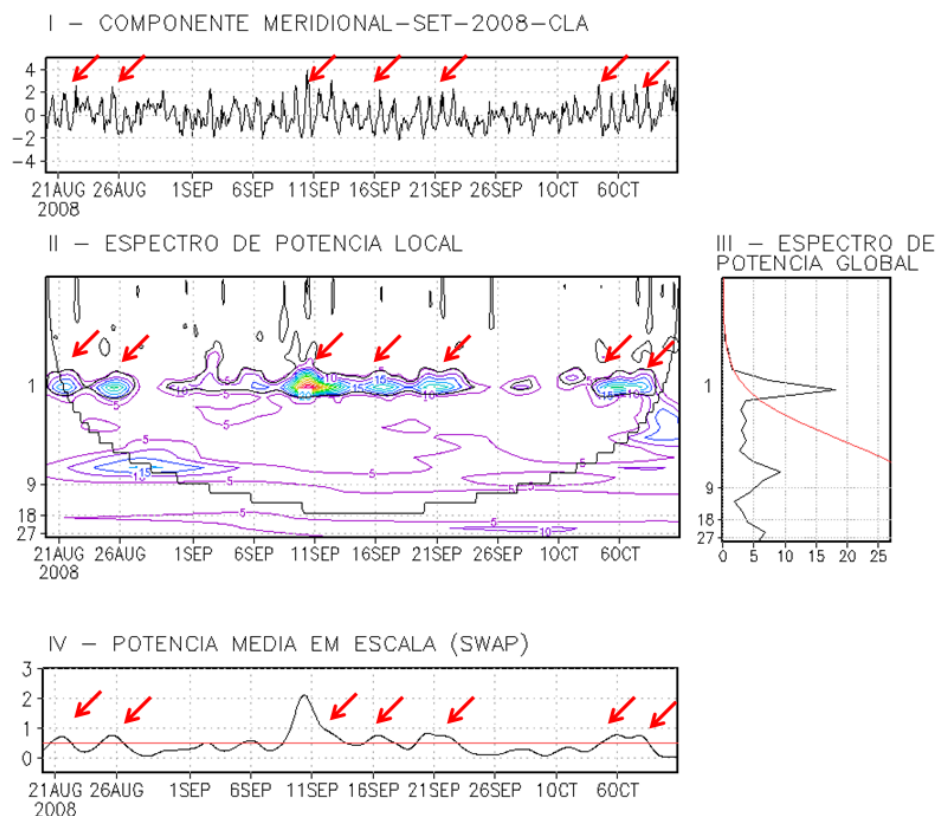 I – COMPONENTE MERIDIONAL–SET–2008–CLA
4
2
0
−2
−4
21AUG 26AUG 1SEP 6SEP 11SEP 16SEP 21SEP 26SEP 1OCT 6OCT
2008
II – ESPECTRO DE POTENCIA LOCAL
III – ESPECTRO DE
POTENCIA GLOBAL
1
9
18
27
21AUG 26AUG 1SEP 6SEP 11SEP 16SEP 21SEP 26SEP 1OCT 6OCT
2008
1
9
18
27
0 5 10 15 20 25
IV – POTENCIA MEDIA EM ESCALA (SWAP)
3
2
1
0
21AUG 26AUG 1SEP 6SEP 11SEP 16SEP 21SEP 26SEP 1OCT 6OCT
2008